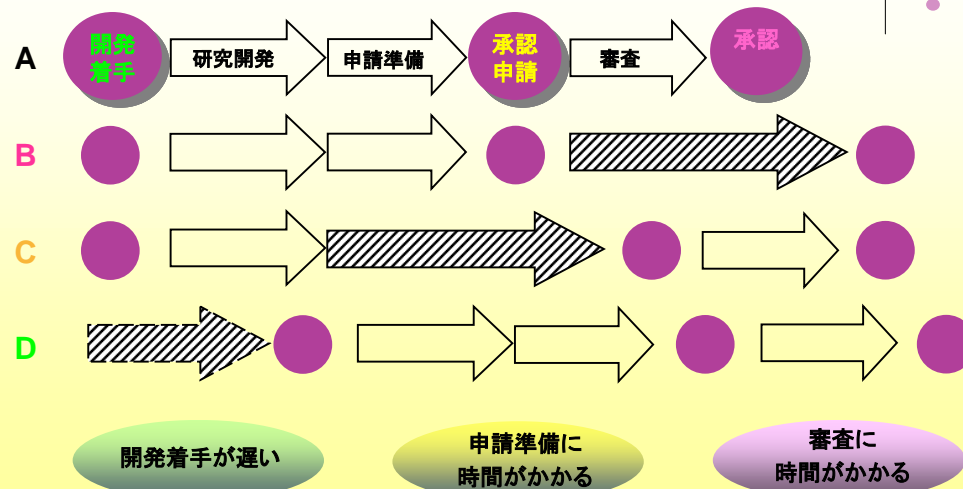 A
開発
着手
研究開発
申請準備
承認
申請
審査
承認
B
C
D
開発着手が遅い
申請準備に
時間がかかる
審査に
時間がかかる